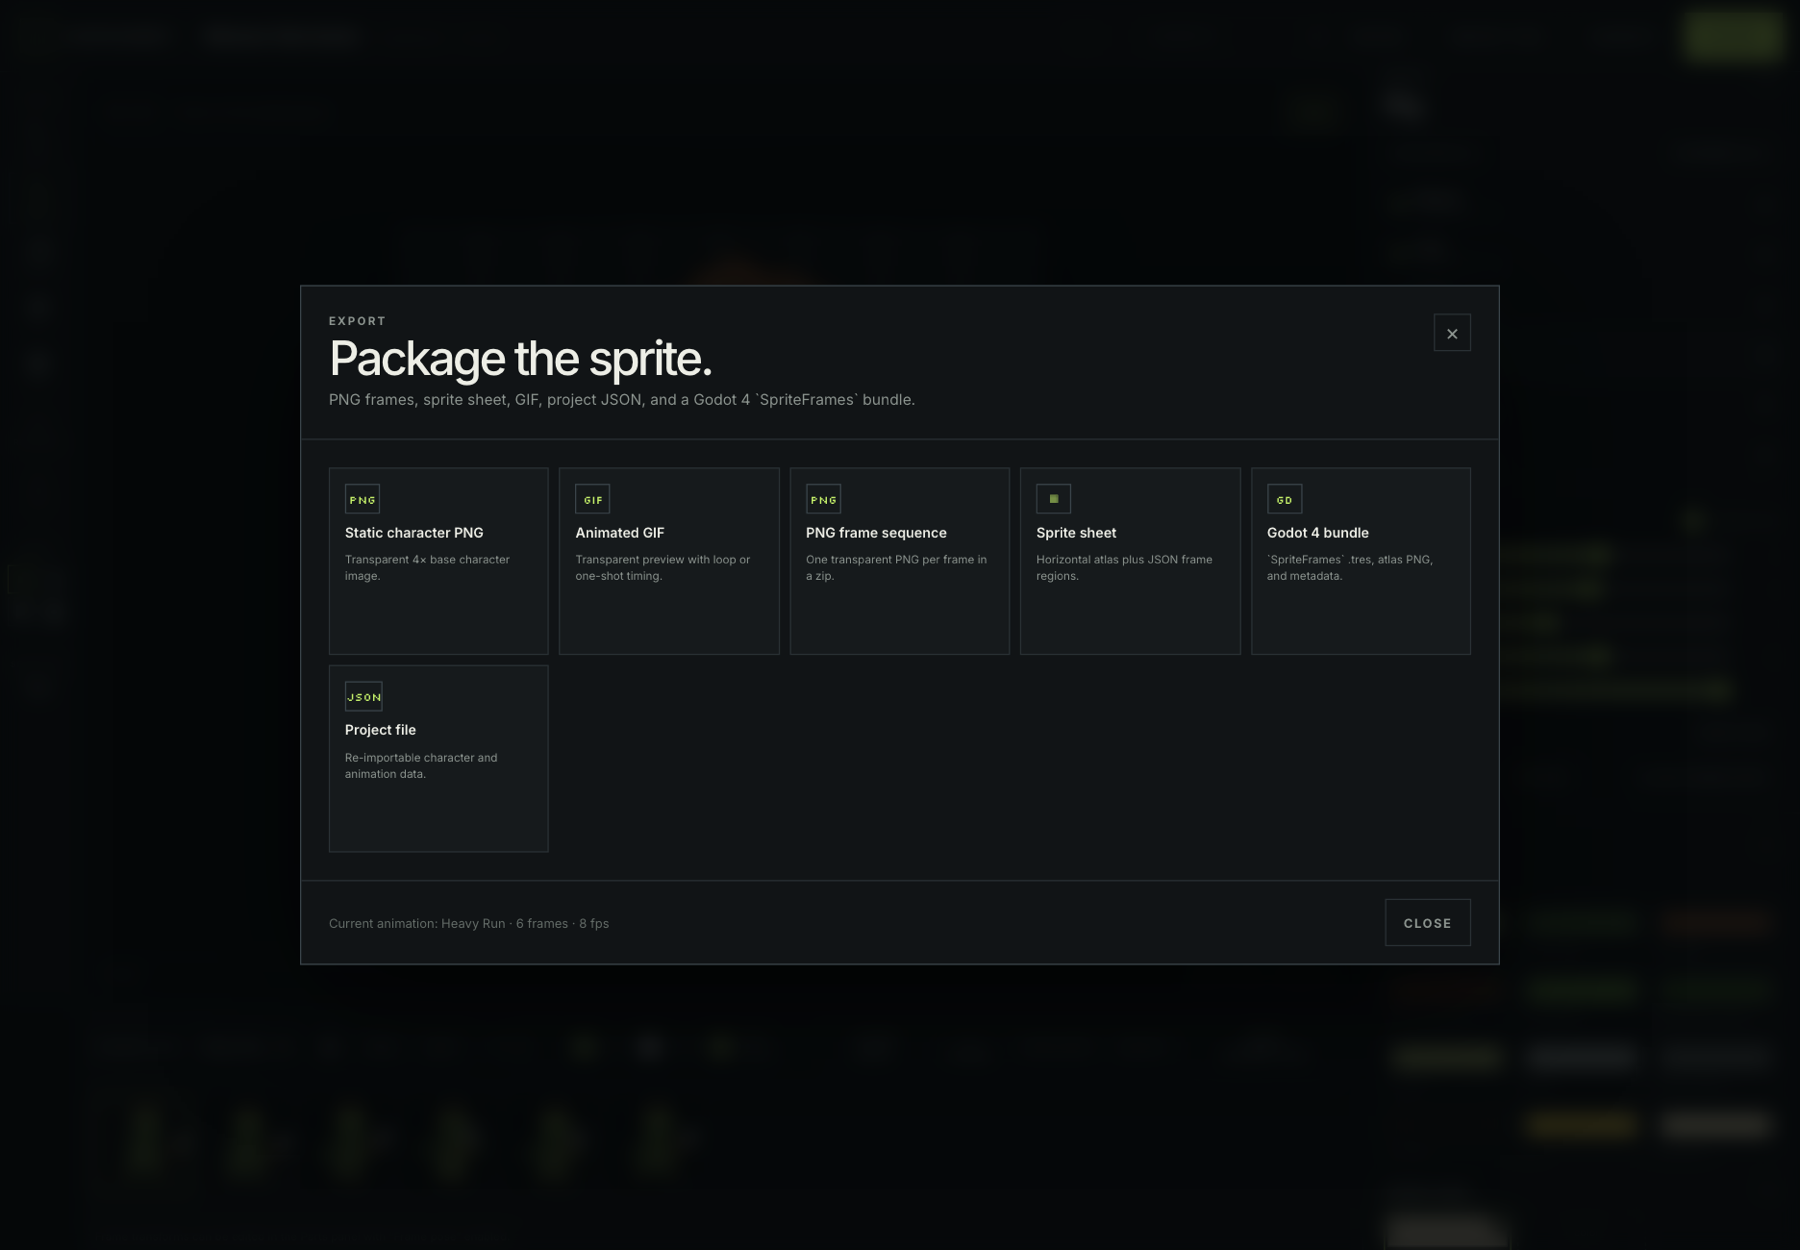 EXPORT
Package the sprite.
PNG frames, sprite sheet, GIF, project JSON, and a Godot 4 `SpriteFrames` bundle.
×
PNG
Static character PNG
Transparent 4× base character
image.
GIF
Animated GIF
Transparent preview with loop or
one-shot timing.
PNG
PNG frame sequence
One transparent PNG per frame in
a zip.
Sprite sheet
Horizontal atlas plus JSON frame
regions.
GD
Godot 4 bundle
`SpriteFrames` .tres, atlas PNG,
and metadata.
JSON
Project file
Re-importable character and
animation data.
Current animation: Heavy Run · 6 frames · 8 fps
CLOSE